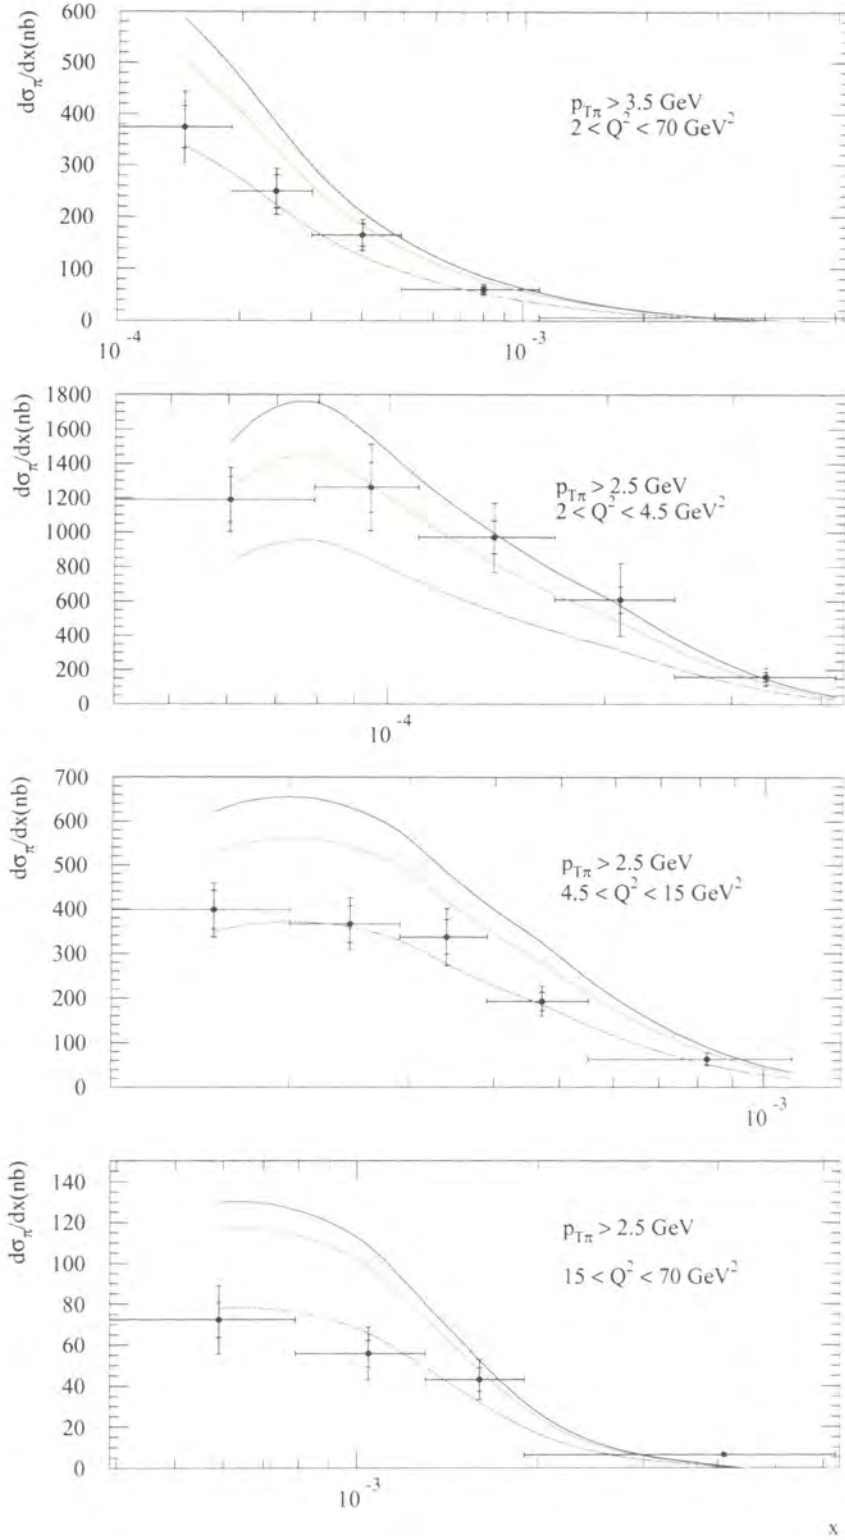 dσπ/dx(nb)
600
500
400
300
200
100
0
pTπ > 3.5 GeV
2 < Q² < 70 GeV²
10⁻⁴
10⁻³
dσπ/dx(nb)
1800
1600
1400
1200
1000
800
600
400
200
0
pTπ > 2.5 GeV
2 < Q² < 4.5 GeV²
10⁻⁴
dσπ/dx(nb)
700
600
500
400
300
200
100
0
pTπ > 2.5 GeV
4.5 < Q² < 15 GeV²
10⁻³
dσπ/dx(nb)
140
120
100
80
60
40
20
0
pTπ > 2.5 GeV
15 < Q² < 70 GeV²
10⁻³
x